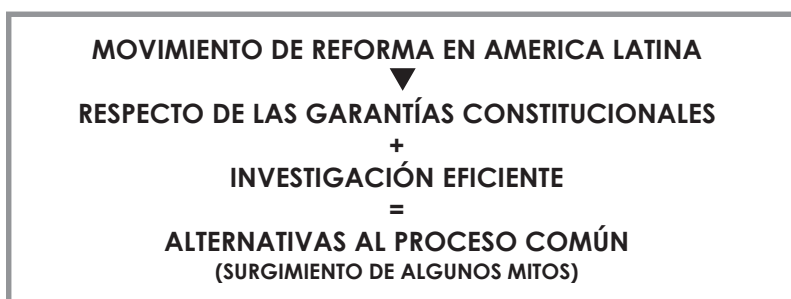 MOVIMIENTO DE REFORMA EN AMERICA LATINA
RESPECTO DE LAS GARANTÍAS CONSTITUCIONALES
+
INVESTIGACIÓN EFICIENTE
=
ALTERNATIVAS AL PROCESO COMÚN
(SURGIMIENTO DE ALGUNOS MITOS)